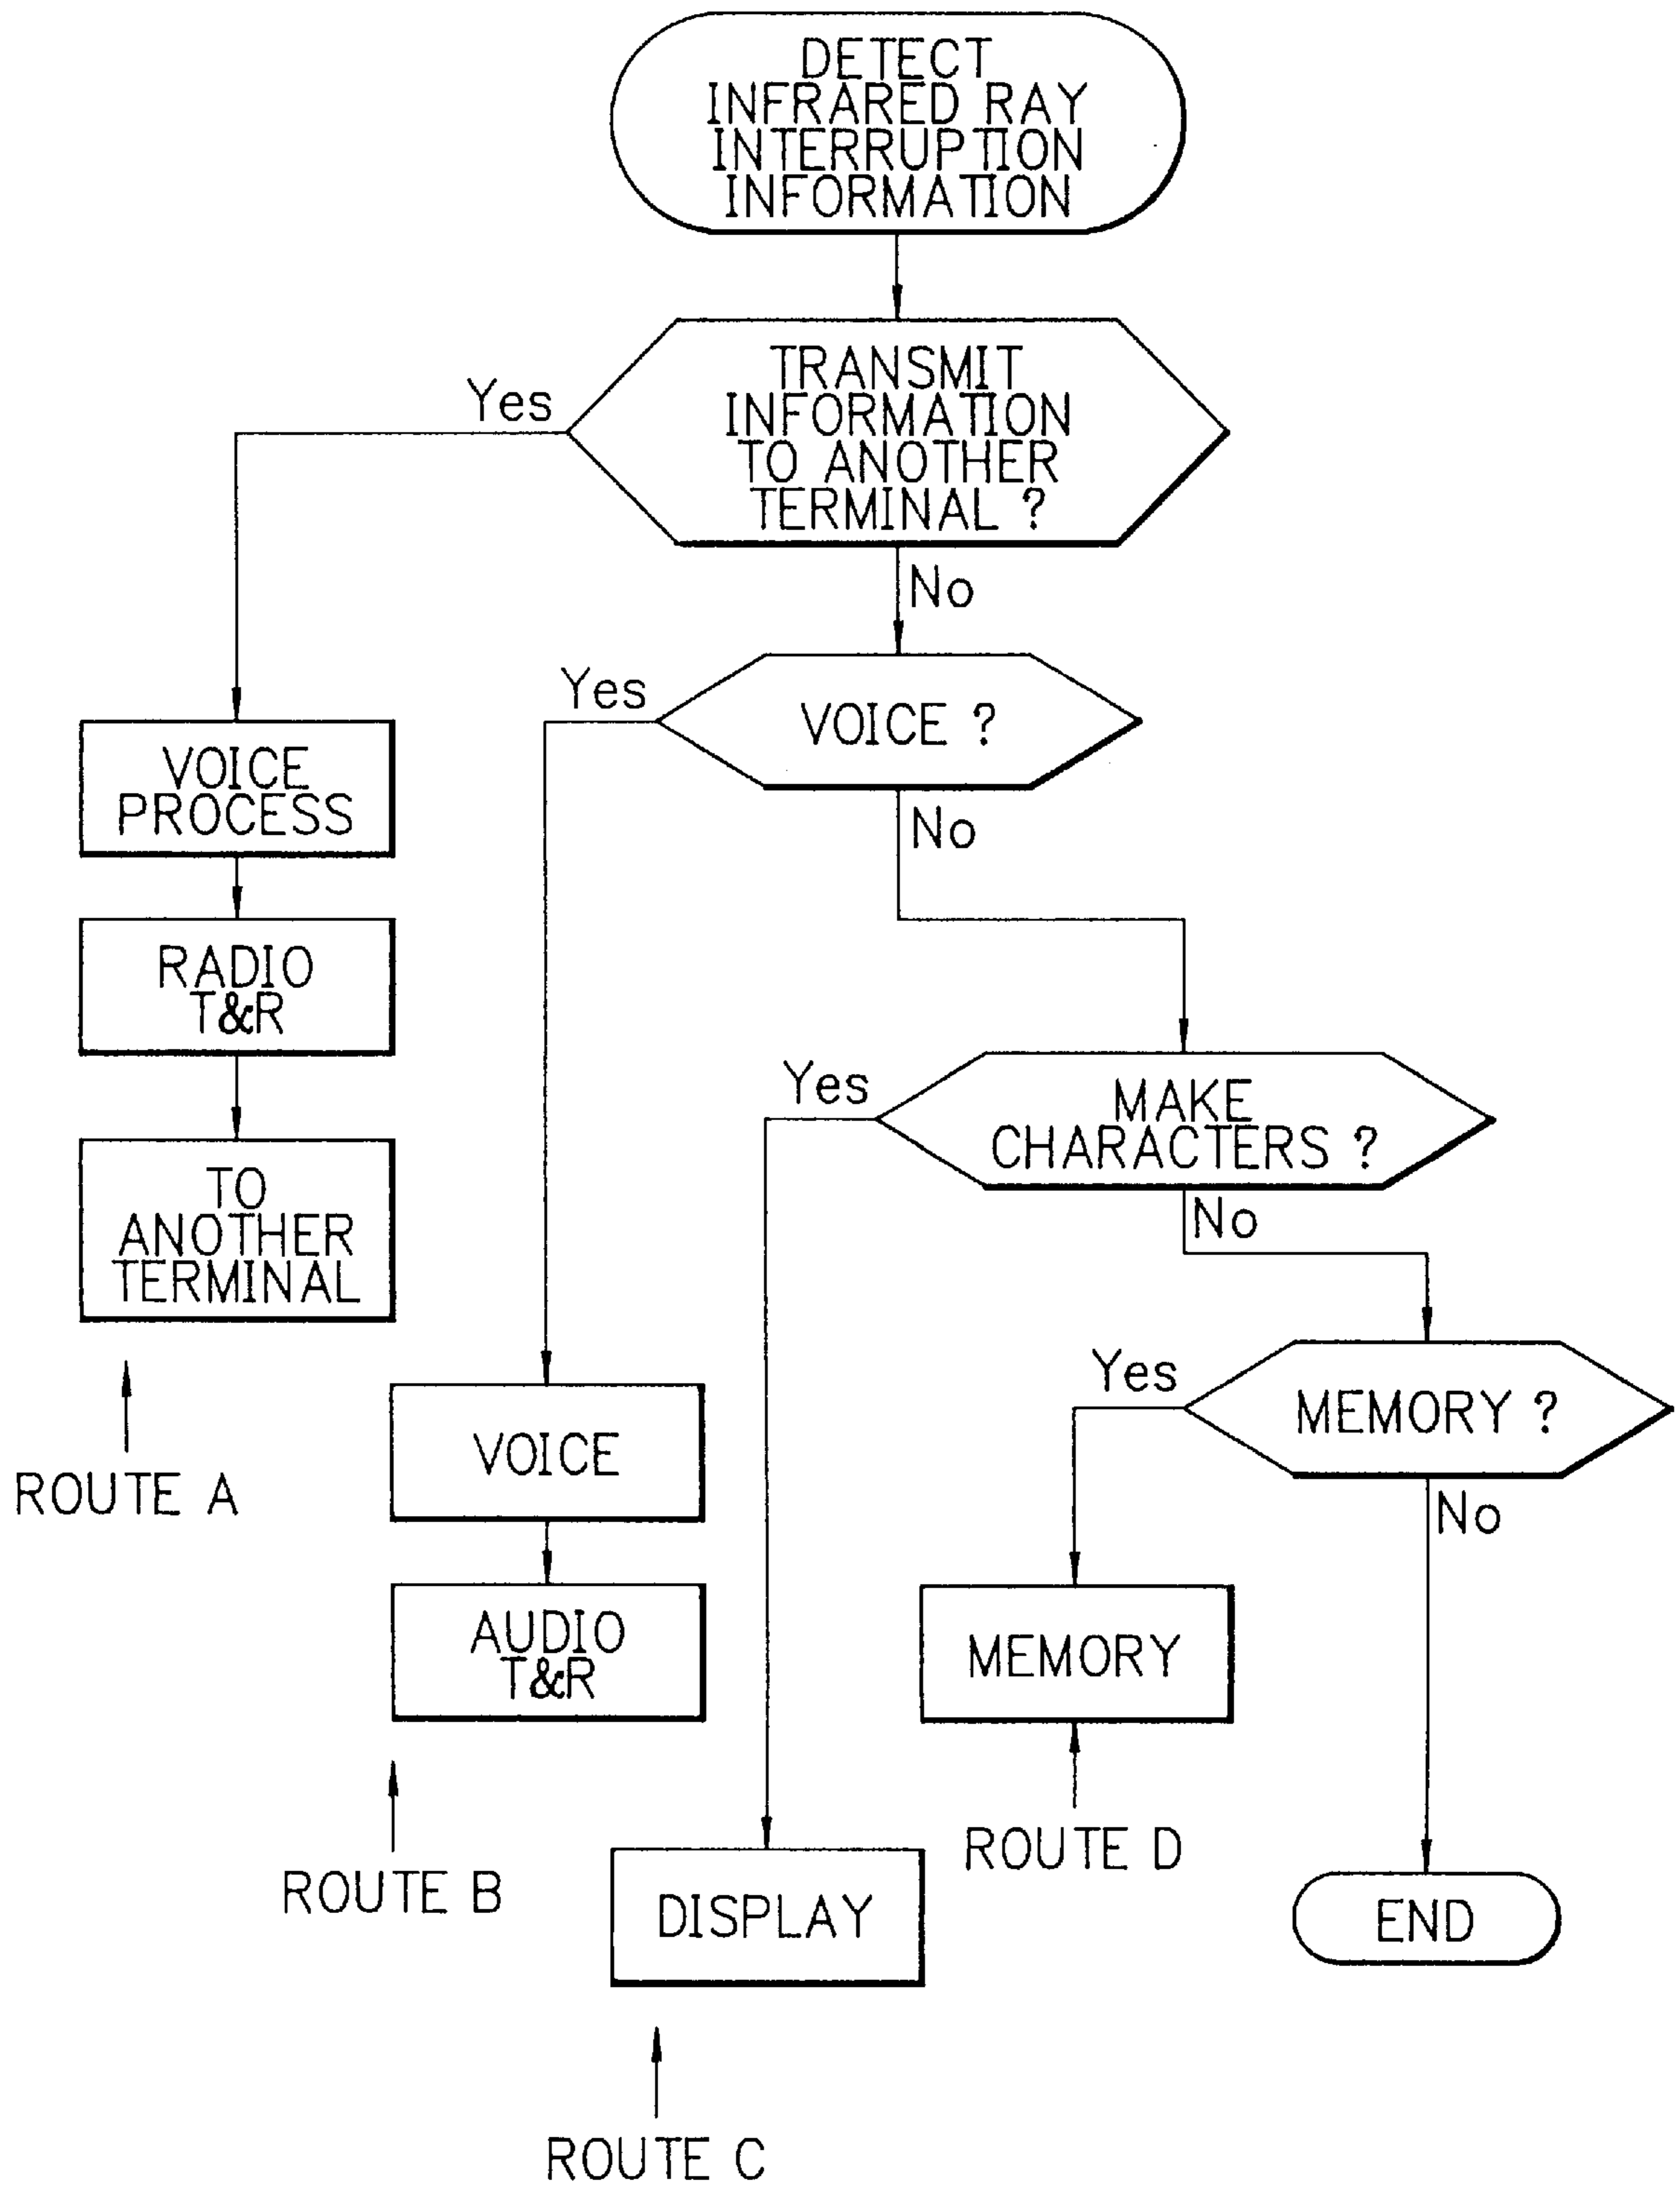 DETECT
INFRARED RAY
INTERRUPTION
INFORMATION
TRANSMIT
INFORMATION
TO ANOTHER
TERMINAL ?
Yes
No
VOICE ?
Yes
No
VOICE
PROCESS
RADIO
T&R
TO
ANOTHER
TERMINAL
ROUTE A
MAKE
CHARACTERS ?
Yes
No
MEMORY ?
Yes
No
VOICE
AUDIO
T&R
ROUTE B
MEMORY
ROUTE D
DISPLAY
ROUTE C
END